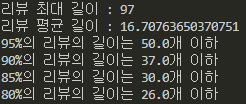 리뷰 최대 길이 : 97
리뷰 평균 길이 : 16.70763650370751
95%의 리뷰의 길이는 50.0개 이하
90%의 리뷰의 길이는 37.0개 이하
85%의 리뷰의 길이는 30.0개 이하
80%의 리뷰의 길이는 26.0개 이하